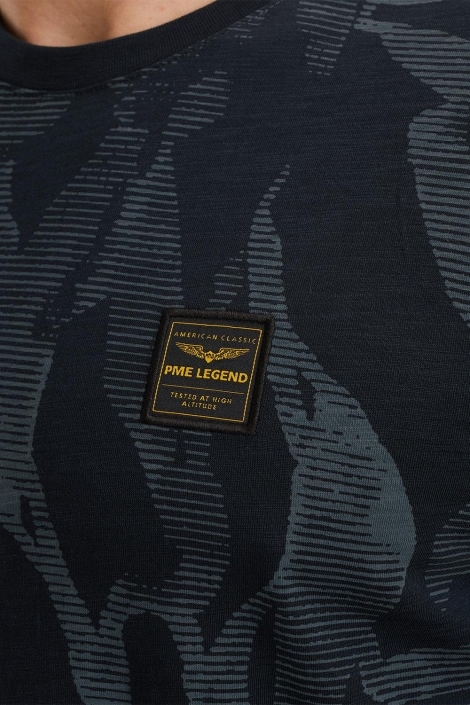 AMERICAN CLASSIC
PME LEGEND
TESTED AT HIGH
ALTITUDE